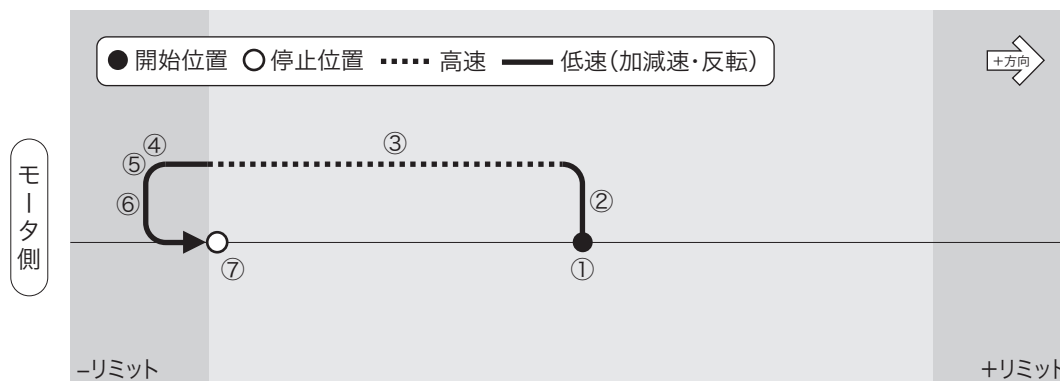 ●開始位置 ○停止位置 ……高速 ━━低速(加減速・反転)
+方向
④
③
⑤
⑥
②
モータ側
⑦
①
−リミット
+リミット